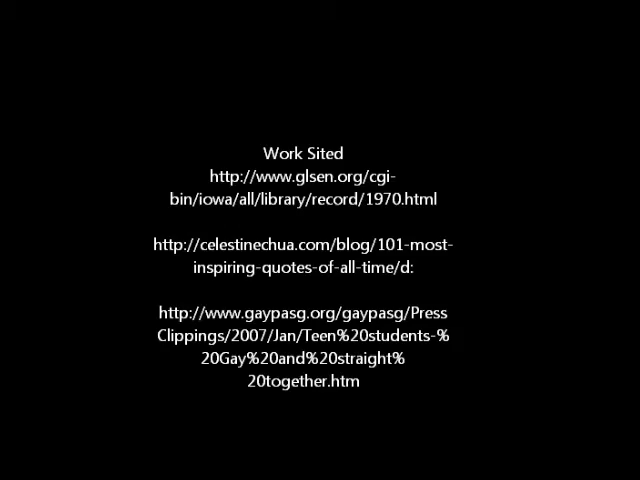 Work Sited
http://www.glsen.org/cgi-
bin/iowa/all/library/record/1970.html
http://celestinechua.com/blog/101-most-
inspiring-quotes-of-all-time/d:
http://www.gaypasg.org/gaypasg/Press
Clippings/2007/Jan/Teen%20students-%
20Gay%20and%20straight%
20together.htm